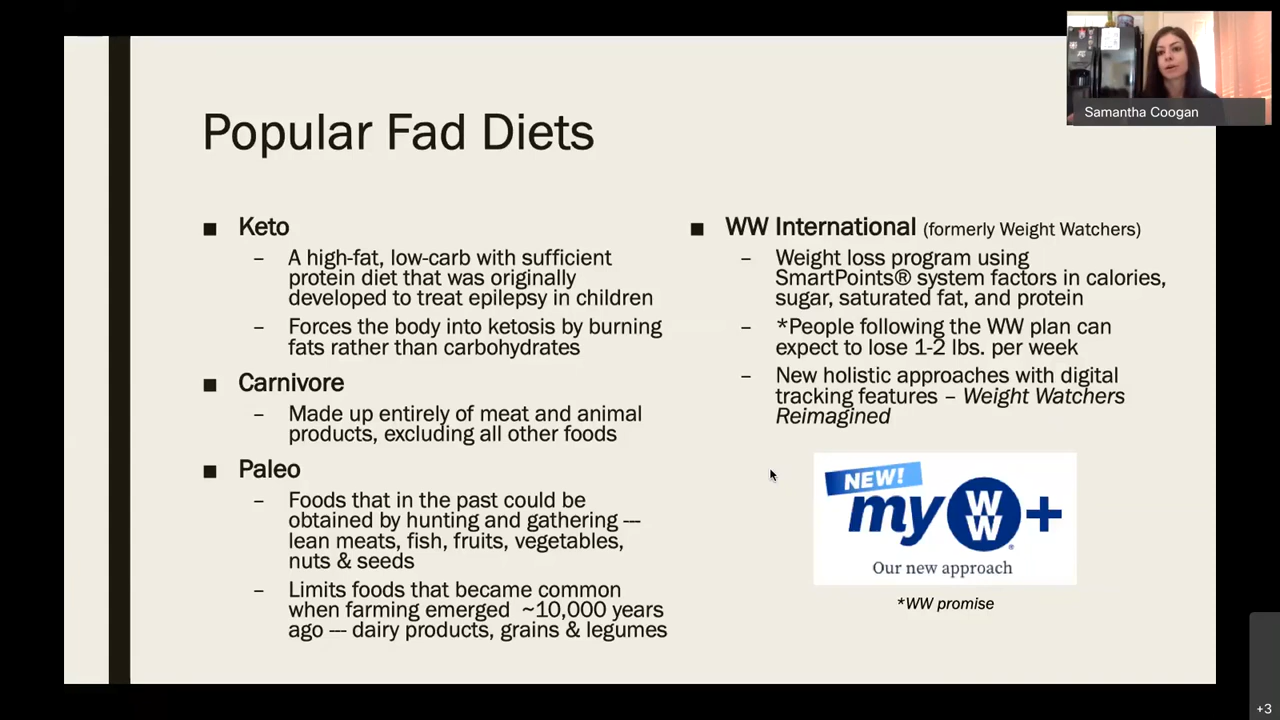 Samantha Coogan
Popular Fad Diets
■ Keto
– A high-fat, low-carb with sufficient
protein diet that was originally
developed to treat epilepsy in children
– Forces the body into ketosis by burning
fats rather than carbohydrates
■ Carnivore
– Made up entirely of meat and animal
products, excluding all other foods
■ Paleo
– Foods that in the past could be
obtained by hunting and gathering ---
lean meats, fish, fruits, vegetables,
nuts & seeds
– Limits foods that became common
when farming emerged ~10,000 years
ago --- dairy products, grains & legumes
■ WW International (formerly Weight Watchers)
– Weight loss program using
SmartPoints® system factors in calories,
sugar, saturated fat, and protein
– *People following the WW plan can
expect to lose 1-2 lbs. per week
– New holistic approaches with digital
tracking features – Weight Watchers
Reimagined
NEW!
my WW +
Our new approach
*WW promise
+3